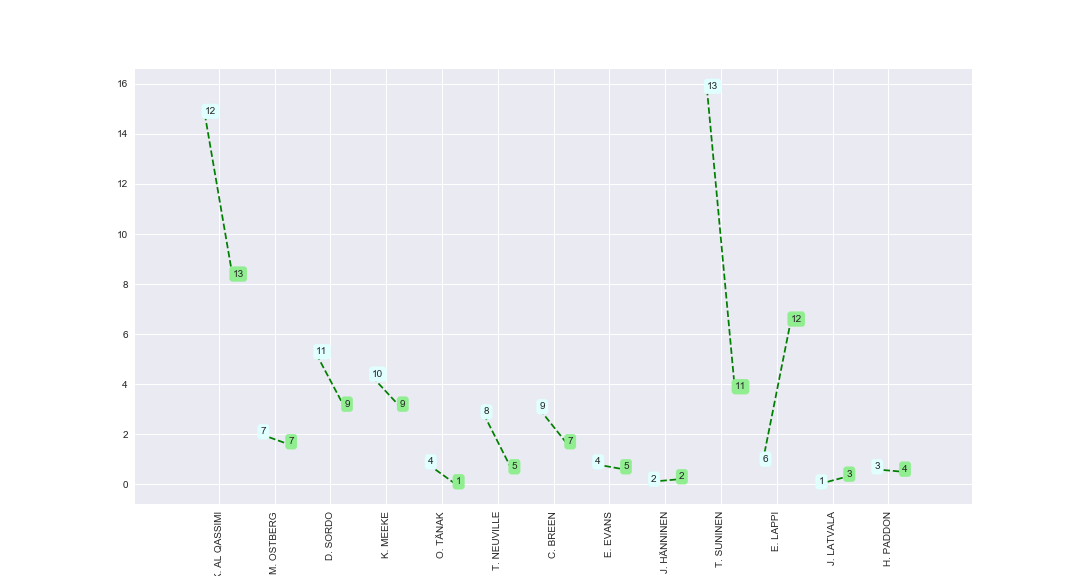 16
14
12
10
8
6
4
2
0
12
13
7
7
11
9
10
9
4
1
8
5
9
7
4
5
2
2
13
11
6
12
1
3
3
4
K. AL QASSIMI
M. OSTBERG
D. SORDO
K. MEEKE
O. TÄNAK
T. NEUVILLE
C. BREEN
E. EVANS
J. HÄNNINEN
T. SUNINEN
E. LAPPI
J. LATVALA
H. PADDON